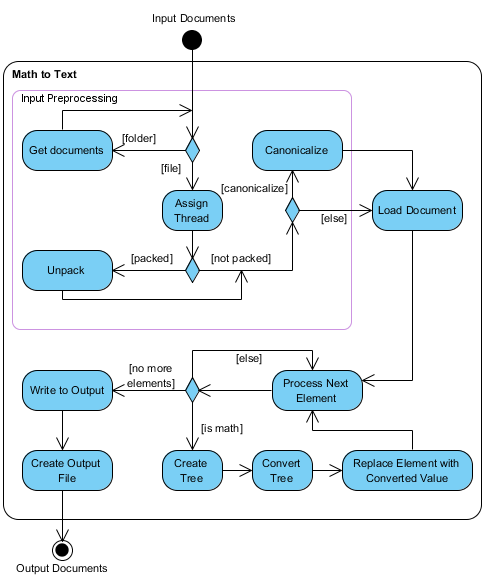 Input Documents
Math to Text
Input Preprocessing
[folder]
Get documents
Canonicalize
[file]
[canonicalize]
Assign
Thread
Load Document
[else]
[packed]
[not packed]
Unpack
[else]
[no more
elements]
Write to Output
Process Next
Element
[is math]
Create Output
File
Create
Tree
Convert
Tree
Replace Element with
Converted Value
Output Documents